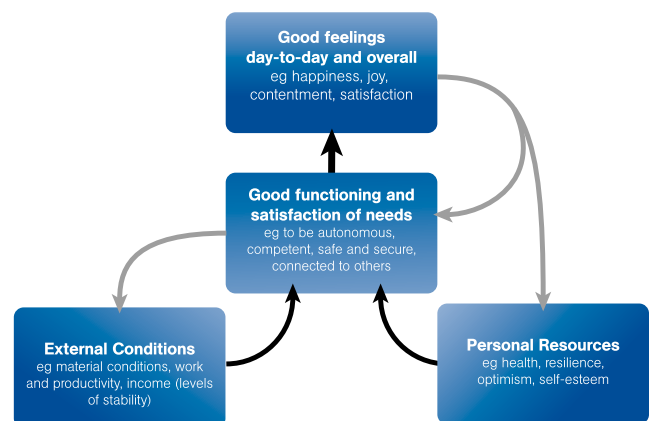 Good feelings
day-to-day and overall
eg happiness, joy,
contentment, satisfaction
Good functioning and
satisfaction of needs
eg to be autonomous,
competent, safe and secure,
connected to others
External Conditions
eg material conditions, work
and productivity, income (levels
of stability)
Personal Resources
eg health, resilience,
optimism, self-esteem